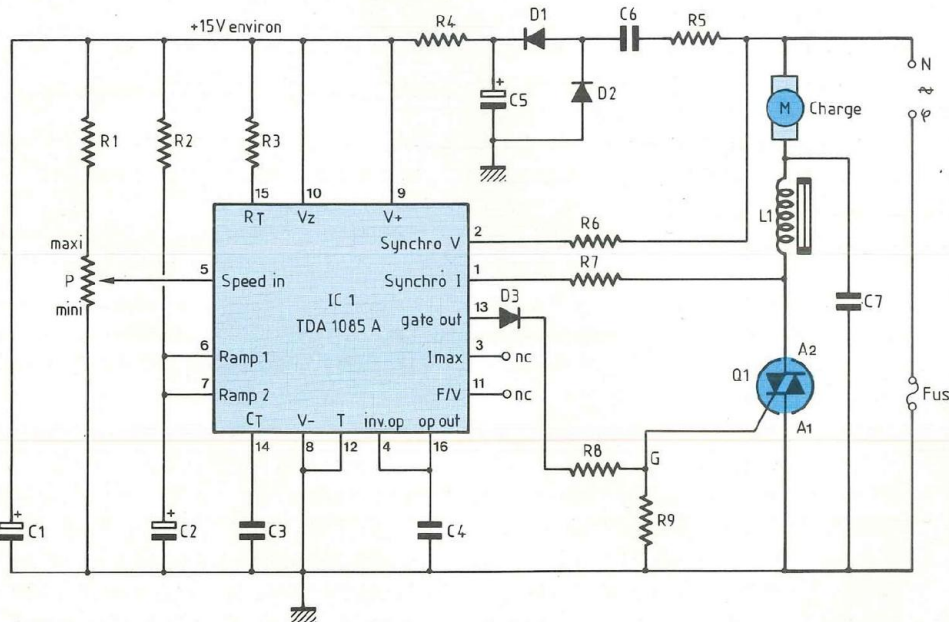 +15V environ
R4
D1
C6
R5
N
≁
φ
R1
R2
R3
+
C5
D2
M
Charge
15
10
9
RT
Vz
V+
2
Synchro V
R6
L1
maxi
P
mini
5
Speed in
1
Synchro I
R7
IC 1
TDA 1085 A
13
gate out
D3
C7
6
Ramp 1
3
Imax
nc
A2
Q1
7
Ramp 2
11
F/V
nc
A1
Fus
CT
V-
T
inv.op
op out
14
8
12
4
16
R8
G
R9
+
C1
+
C2
C3
C4